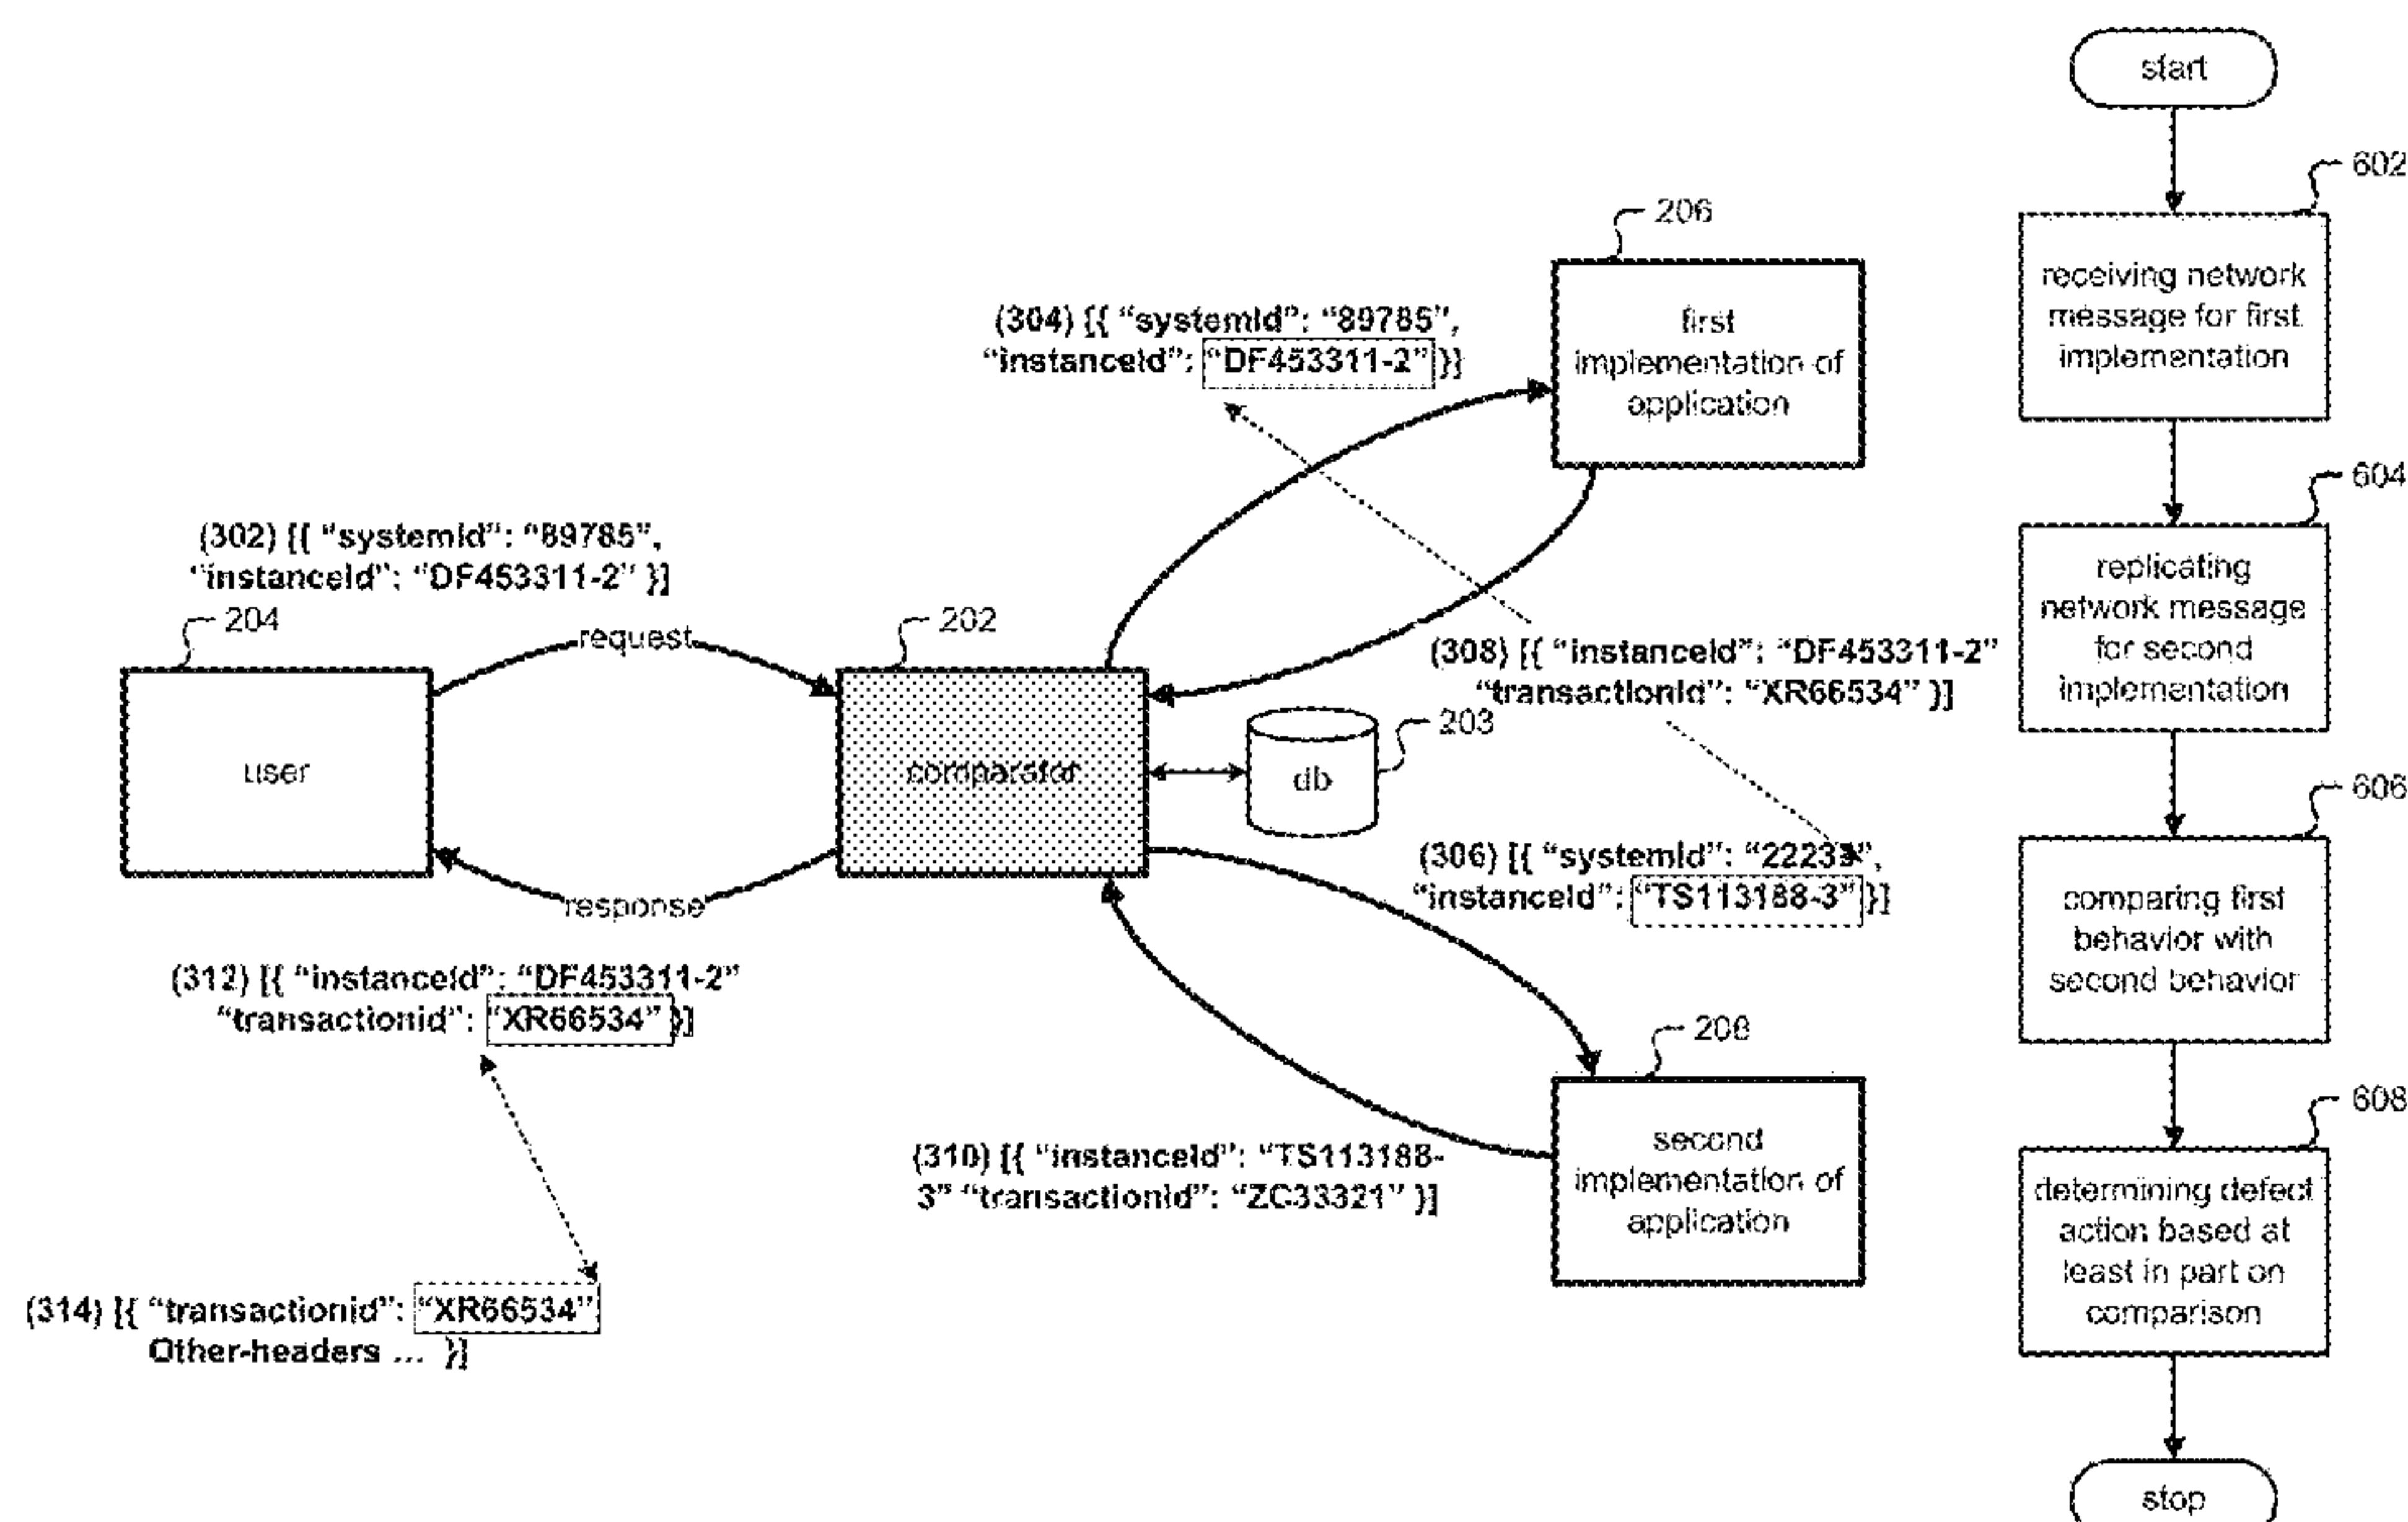 start
602
receiving network
message for first
implementation
604
replicating
network message
for second
implementation
606
comparing first
behavior with
second behavior
608
determining defect
action based at
least in part on
comparison
stop
206
first
implementation of
application
(304) [{ “systemId”: “89785”,
“instanceId”: “DF453311-2” }]
(302) [{ “systemId”: “89785”,
“instanceId”: “DF453311-2” }]
204
request
202
user
comparator
203
db
(308) [{ “instanceId”: “DF453311-2”
“transactionId”: “XR66534” }]
(306) [{ “systemId”:
“instanceId”: “TS113188-3” }]
response
(312) [{ “instanceId”: “DF453311-2”
“transactionid”: “XR66534” }]
208
second
implementation of
application
(310) [{ “instanceId”: “TS113188-
3” “transactionId”: “ZC33321” }]
(314) [{ “transactionid”: “XR66534”
Other-headers ... }]